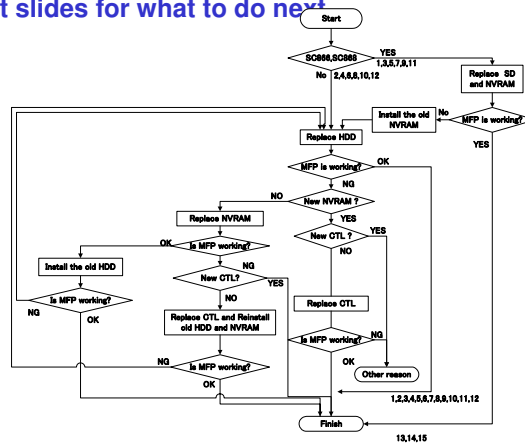 t slides for what to do next
Start
SC866,SC868
YES
1,3,5,7,9,11
No
2,4,6,8,10,12
Replace SD
and NVRAM
MFP is working?
No
YES
Install the old
NVRAM
Replace HDD
MFP is working?
OK
NG
New NVRAM ?
NO
YES
Replace NVRAM
New CTL ?
YES
NO
Is MFP working?
OK
NG
Install the old HDD
New CTL?
YES
NO
Is MFP working?
NG
OK
Replace CTL
Replace CTL and Reinstall
old HDD and NVRAM
Is MFP working?
NG
OK
Other reason
Is MFP working?
NG
OK
1,2,3,4,5,6,7,8,9,10,11,12
Finish
13,14,15